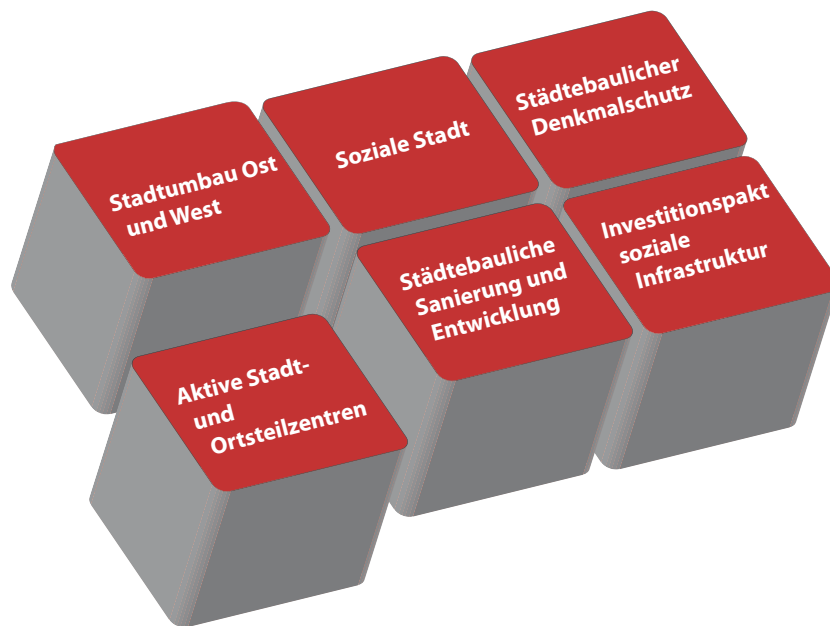 Stadtumbau Ost
und West
Soziale Stadt
Städtebaulicher
Denkmalschutz
Aktive Stadt-
und
Ortsteilzentren
Städtebauliche
Sanierung und
Entwicklung
Investitionspakt
soziale
Infrastruktur